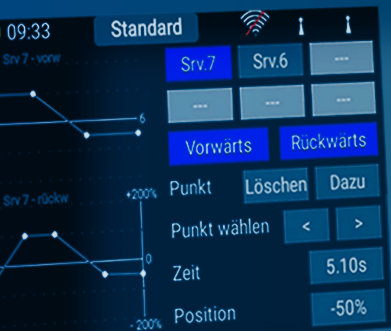 09:33 Standard
Srv 7 - vorw
Srv.7 Srv.6 ---
--- --- ---
6
Vorwärts Rückwärts
Srv 7 - rückw
+200%
Punkt Löschen Dazu
Punkt wählen < >
0
Zeit 5.10s
- 200%
Position -50%